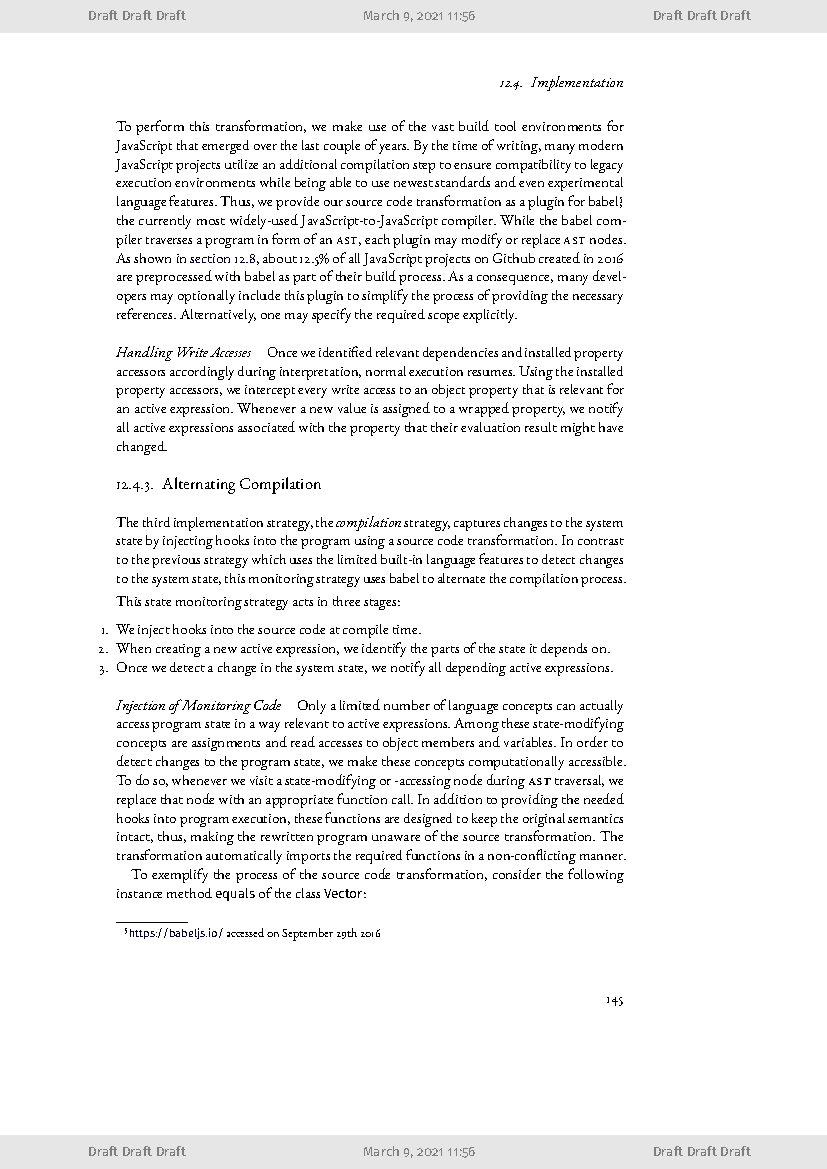 Draft Draft Draft March 9, 2021 11:56 Draft Draft Draft
12.4. Implementation
To perform this transformation, we make use of the vast build tool environments for
JavaScript that emerged over the last couple of years. By the time of writing, many modern
JavaScript projects utilize an additional compilation step to ensure compatibility to legacy
execution environments while being able to use newest standards and even experimental
language features. Thus, we provide our source code transformation as a plugin for babel,⁵
the currently most widely-used JavaScript-to-JavaScript compiler. While the babel com-
piler traverses a program in form of an AST, each plugin may modify or replace AST nodes.
As shown in section 12.8, about 12.5% of all JavaScript projects on Github created in 2016
are preprocessed with babel as part of their build process. As a consequence, many devel-
opers may optionally include this plugin to simplify the process of providing the necessary
references. Alternatively, one may specify the required scope explicitly.
Handling Write Accesses Once we identified relevant dependencies and installed property
accessors accordingly during interpretation, normal execution resumes. Using the installed
property accessors, we intercept every write access to an object property that is relevant for
an active expression. Whenever a new value is assigned to a wrapped property, we notify
all active expressions associated with the property that their evaluation result might have
changed.
12.4.3. Alternating Compilation
The third implementation strategy, the compilation strategy, captures changes to the system
state by injecting hooks into the program using a source code transformation. In contrast
to the previous strategy which uses the limited built-in language features to detect changes
to the system state, this monitoring strategy uses babel to alternate the compilation process.
This state monitoring strategy acts in three stages:
1. We inject hooks into the source code at compile time.
2. When creating a new active expression, we identify the parts of the state it depends on.
3. Once we detect a change in the system state, we notify all depending active expressions.
Injection of Monitoring Code Only a limited number of language concepts can actually
access program state in a way relevant to active expressions. Among these state-modifying
concepts are assignments and read accesses to object members and variables. In order to
detect changes to the program state, we make these concepts computationally accessible.
To do so, whenever we visit a state-modifying or -accessing node during AST traversal, we
replace that node with an appropriate function call. In addition to providing the needed
hooks into program execution, these functions are designed to keep the original semantics
intact, thus, making the rewritten program unaware of the source transformation. The
transformation automatically imports the required functions in a non-conflicting manner.
To exemplify the process of the source code transformation, consider the following
instance method equals of the class Vector:
⁵https://babeljs.io/ accessed on September 29th 2016
145
Draft Draft Draft March 9, 2021 11:56 Draft Draft Draft